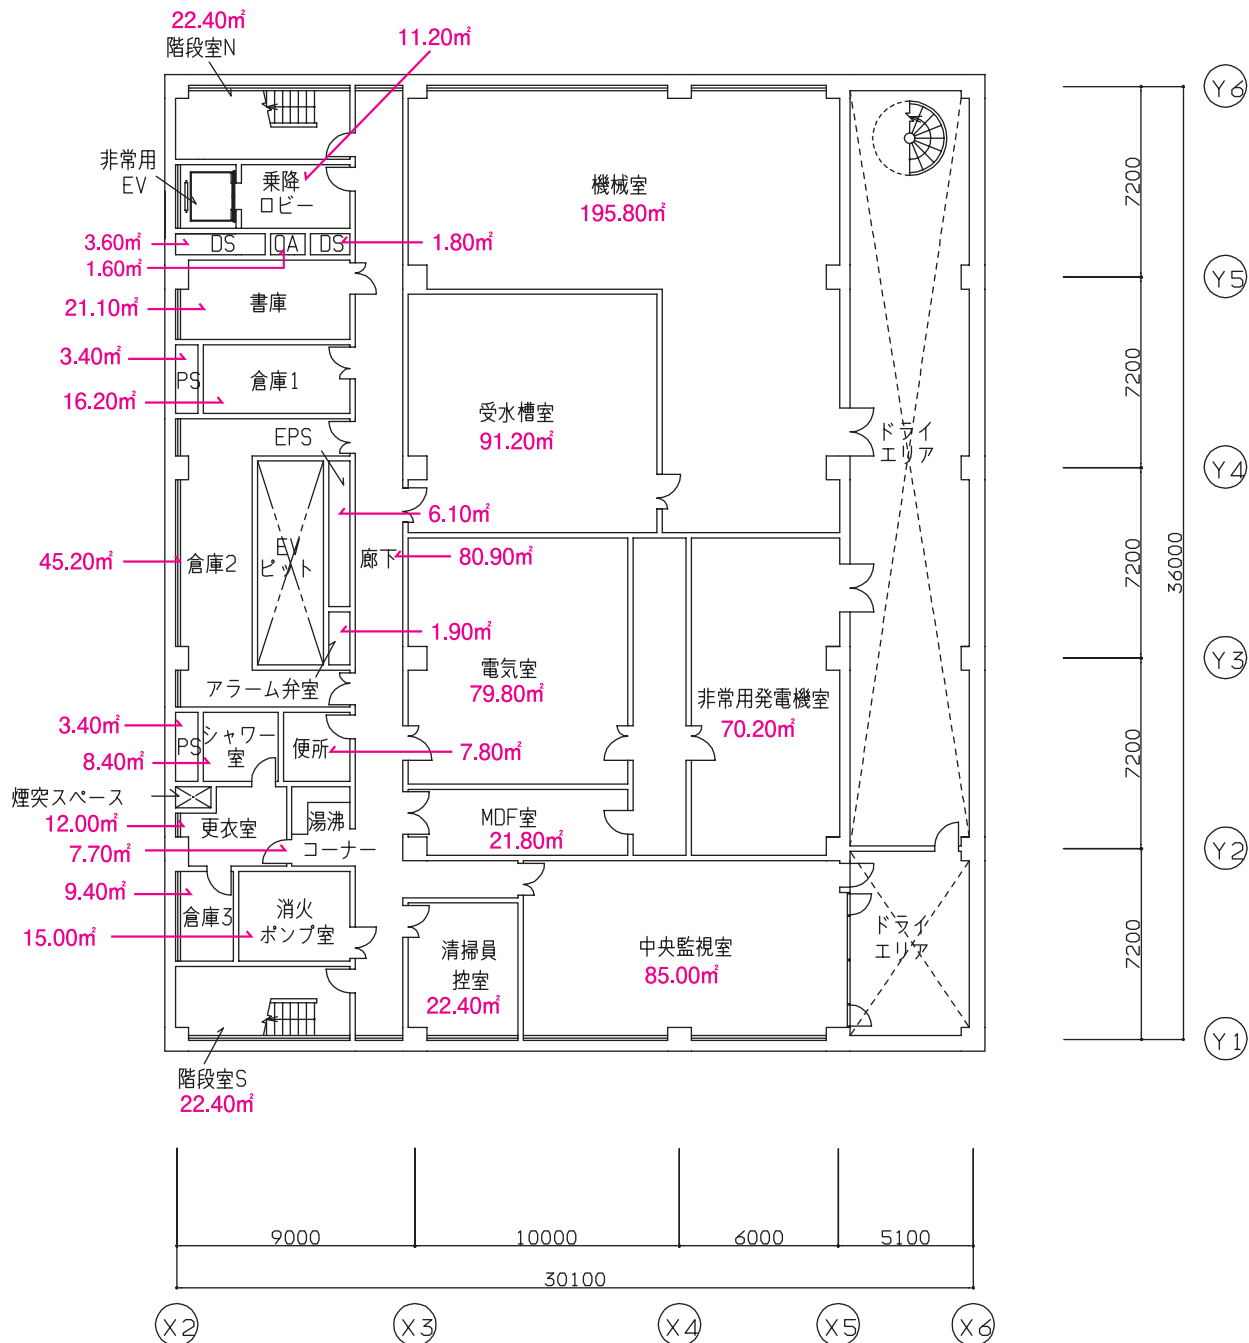 22.40㎡
階段室N
11.20㎡
Y6
非常用
EV
乗降
ロビー
機械室
195.80㎡
7200
3.60㎡
DS
OA
DS
1.80㎡
1.60㎡
Y5
21.10㎡
書庫
3.40㎡
PS
倉庫1
16.20㎡
7200
EPS
受水槽室
91.20㎡
ドライ
エリア
Y4
6.10㎡
45.20㎡
倉庫2
EV
ピット
廊下
80.90㎡
7200
36000
1.90㎡
アラーム弁室
電気室
79.80㎡
非常用発電機室
70.20㎡
Y3
3.40㎡
PS
シャワー
室
8.40㎡
便所
7.80㎡
7200
煙突スペース
12.00㎡
更衣室
湯沸
コーナー
7.70㎡
MDF室
21.80㎡
Y2
9.40㎡
倉庫3
消火
ポンプ室
15.00㎡
清掃員
控室
22.40㎡
中央監視室
85.00㎡
ドライ
エリア
7200
Y1
階段室S
22.40㎡
9000
10000
6000
5100
30100
X2
X3
X4
X5
X6